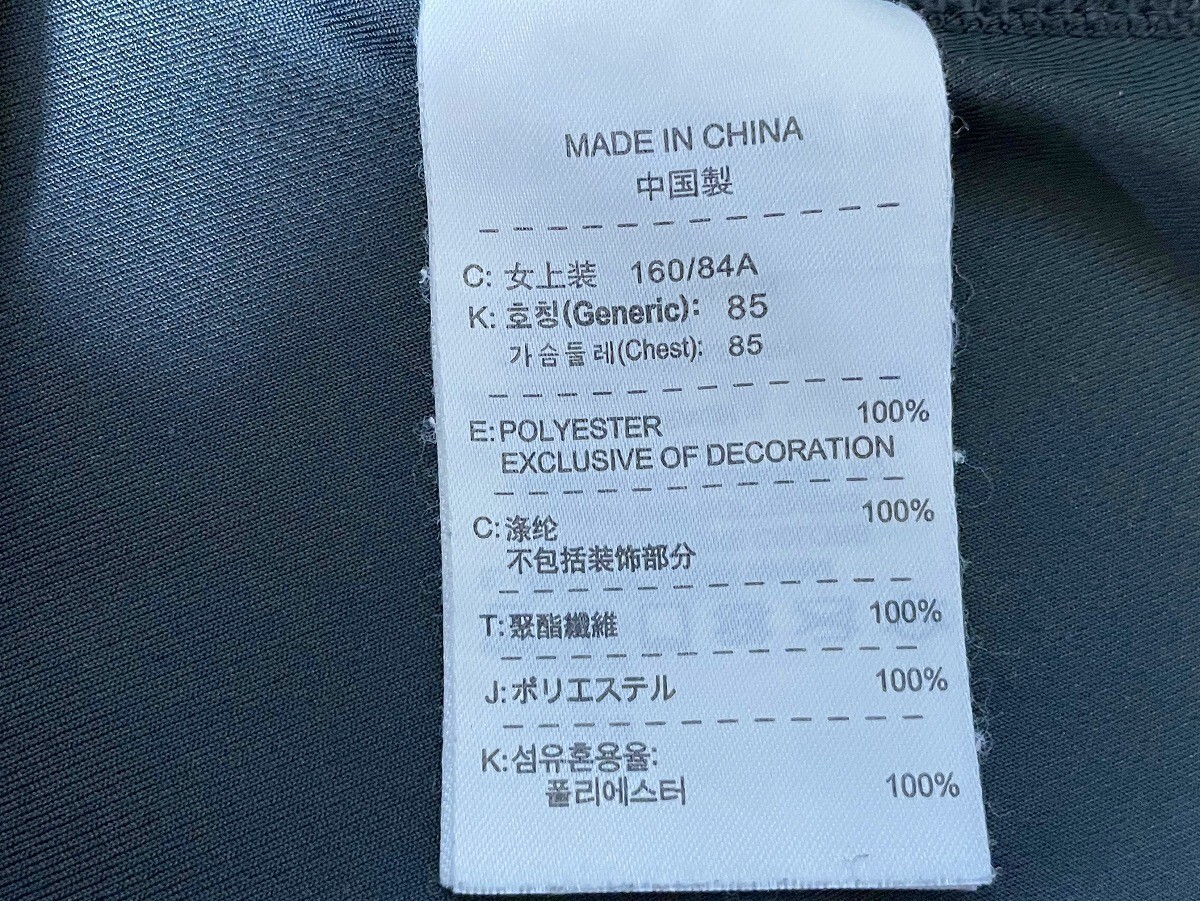 MADE IN CHINA
中国製
C: 女上装 160/84A
K: 호칭(Generic): 85
가슴둘레(Chest): 85
E:POLYESTER 100%
EXCLUSIVE OF DECORATION
C:涤纶 100%
不包括装饰部分
T:聚酯纖維 100%
J:ポリエステル 100%
K:섬유혼용율:
폴리에스터 100%